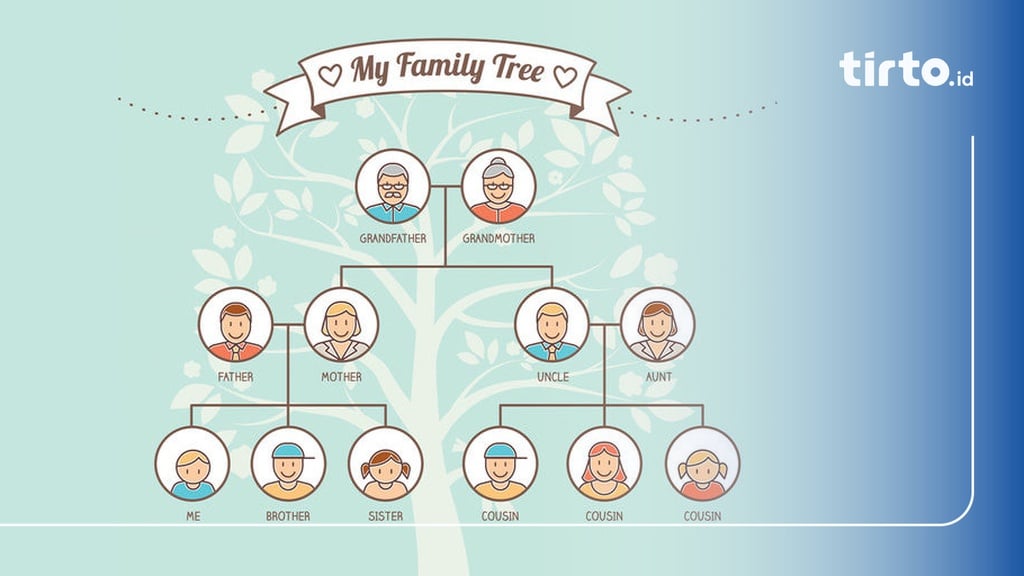 My Family Tree
tirto.id
GRANDFATHER
GRANDMOTHER
FATHER
MOTHER
UNCLE
AUNT
ME
BROTHER
SISTER
COUSIN
COUSIN
COUSIN